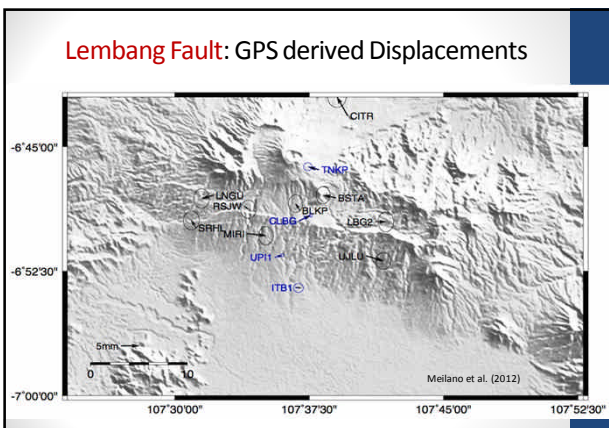 Lembang Fault: GPS derived Displacements
CITR
-6˚45'00"
TNKP
LNGU
RSJW
BSTA
BLKP
CLBG
LBG2
SRHL
MIRI
-6˚52'30"
UPI1
UJLU
ITB1
5mm
0 10
Meilano et al. (2012)
-7˚00'00"
107˚30'00" 107˚37'30" 107˚45'00" 107˚52'30"